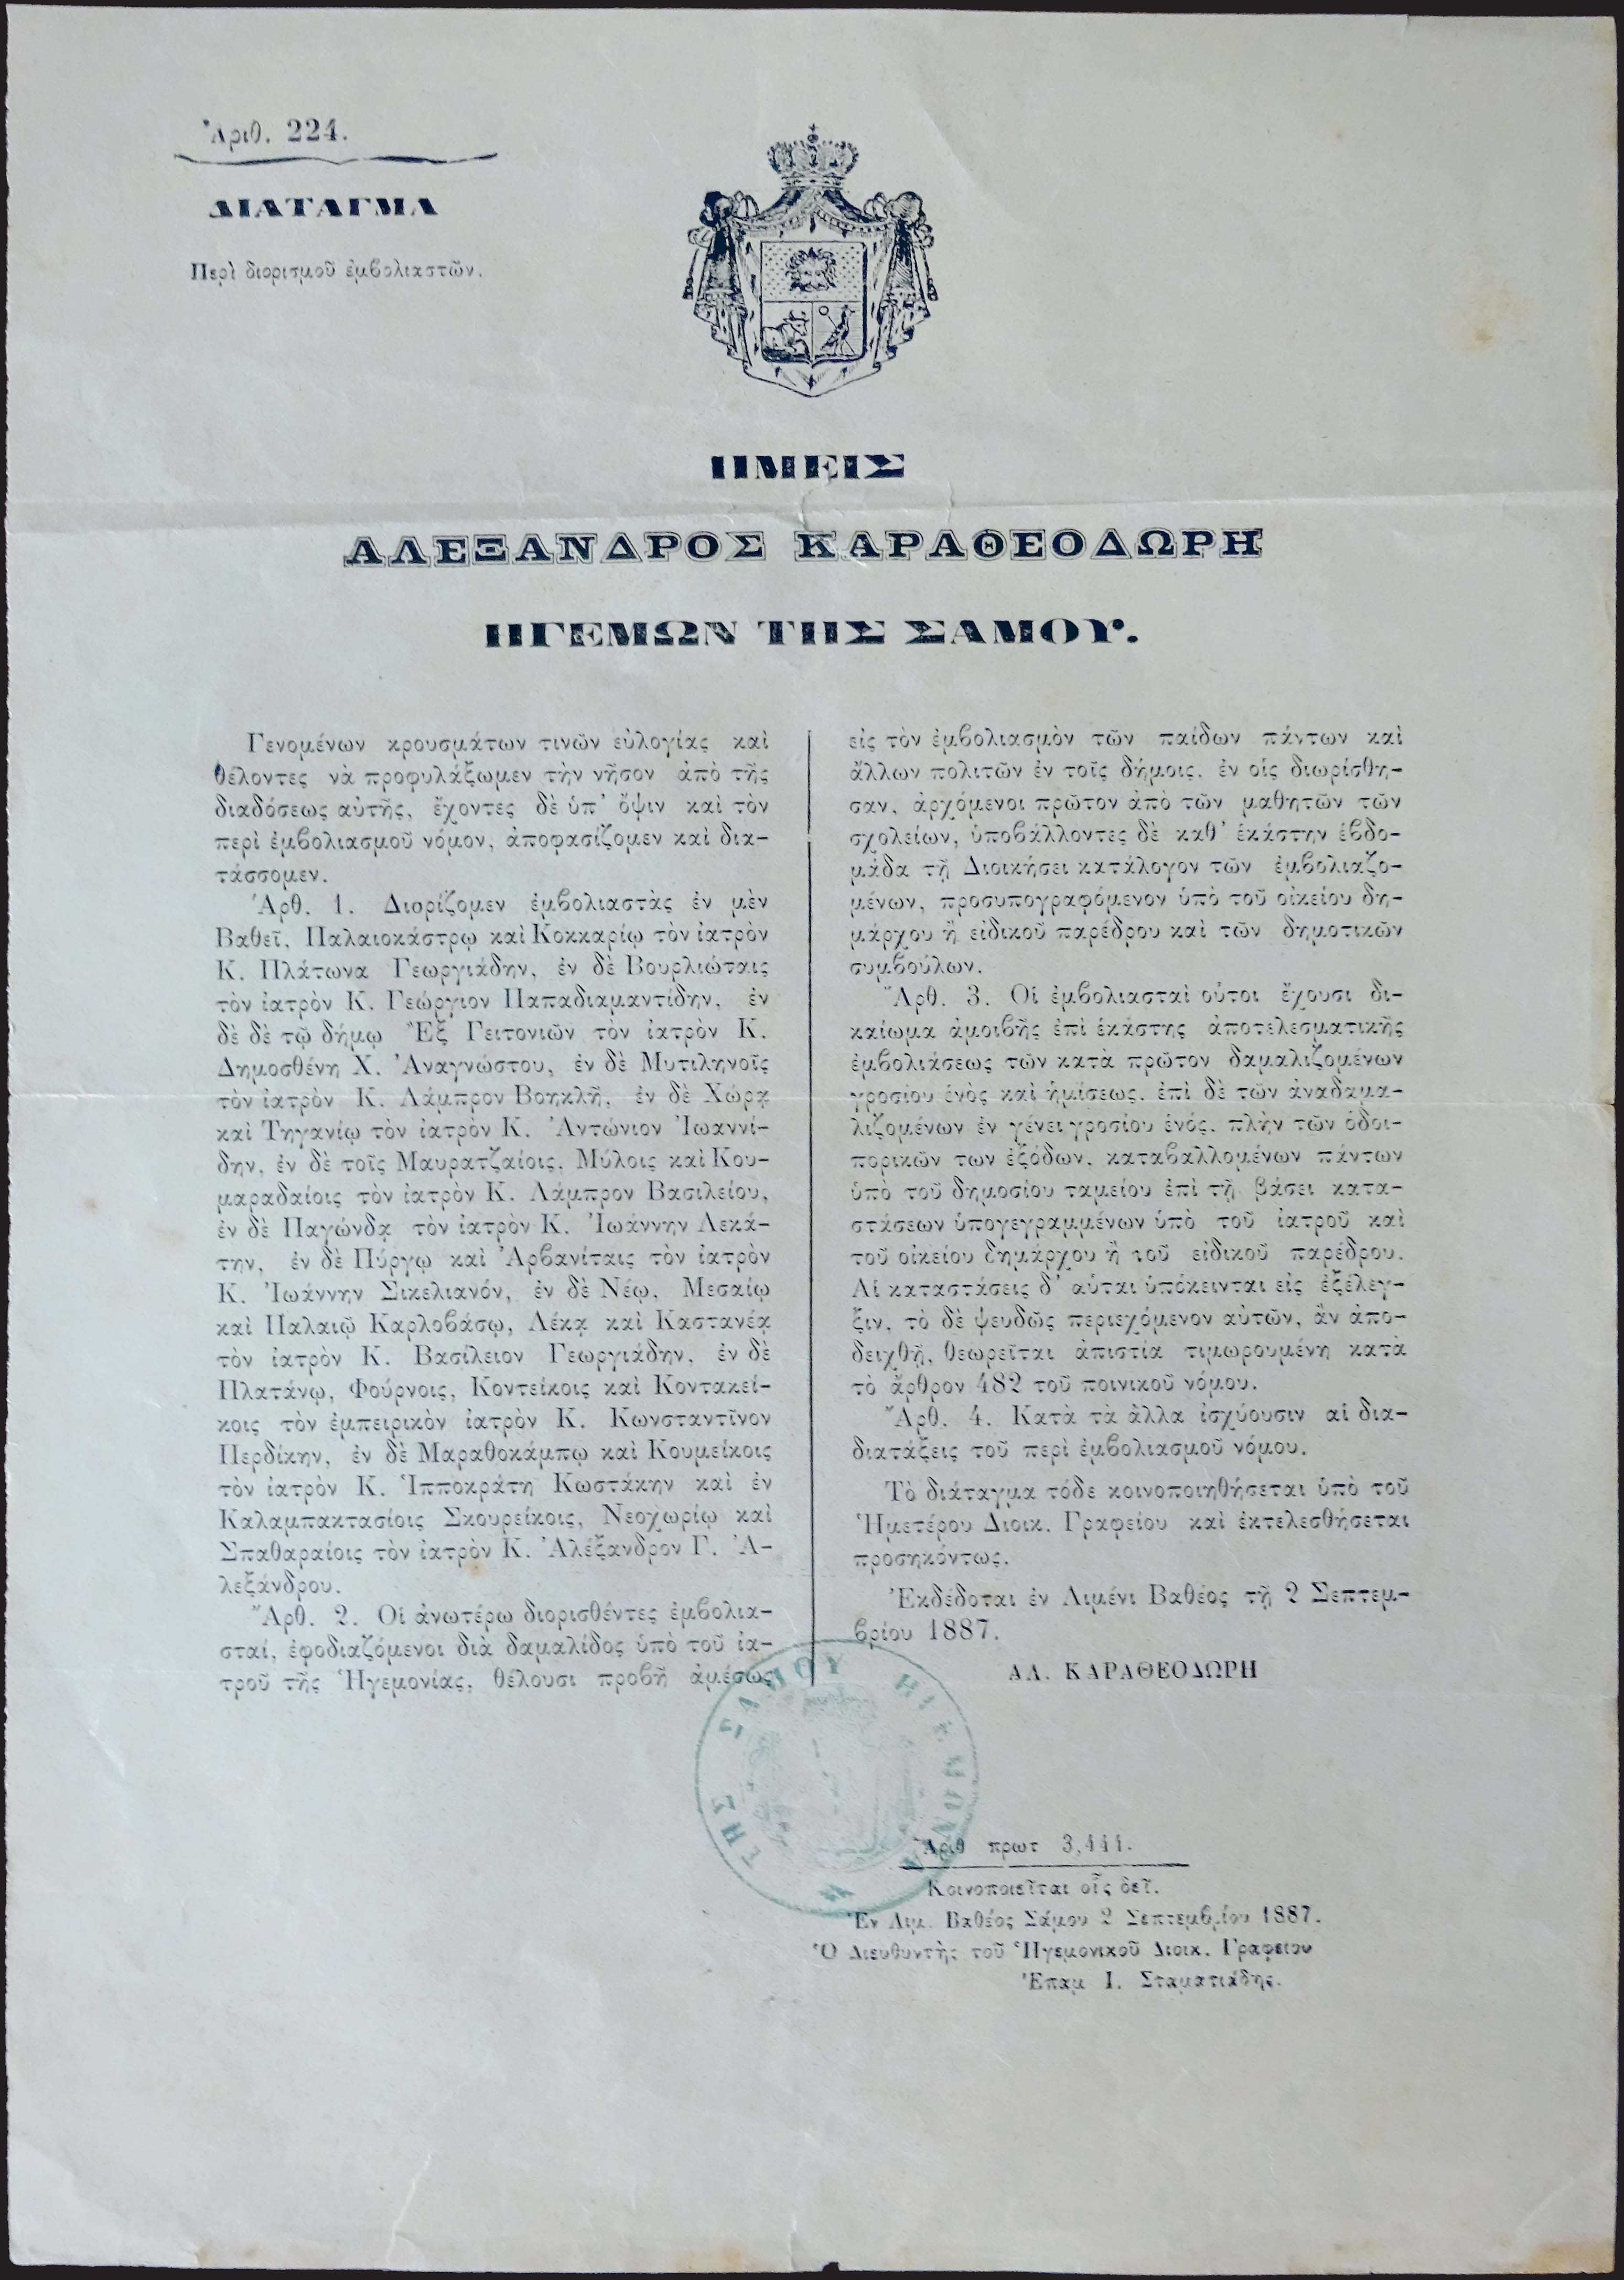 Ἀριθ. 224.
ΔΙΑΤΑΓΜΑ
Περὶ διορισμοῦ ἐμβολιαστῶν.
ΗΜΕΙΣ
ΑΛΕΞΑΝΔΡΟΣ ΚΑΡΑΘΕΟΔΩΡΗ
ΗΓΕΜΩΝ ΤΗΣ ΣΑΜΟΥ.
Γενομένων κρουσμάτων τινῶν εὐλογίας καὶ
θέλοντες νὰ προφυλάξωμεν τὴν νῆσον ἀπὸ τῆς
διαδόσεως αὐτῆς, ἔχοντες δὲ ὑπ' ὄψιν καὶ τὸν
περὶ ἐμβολιασμοῦ νόμον, ἀποφασίζομεν καὶ δια-
τάσσομεν.
Ἄρθ. 1. Διορίζομεν ἐμβολιαστὰς ἐν μὲν
Βαθεῖ, Παλαιοκάστρῳ καὶ Κοκκαρίῳ τὸν ἰατρὸν
Κ. Πλάτωνα Γεωργιάδην, ἐν δὲ Βουρλιώταις
τὸν ἰατρὸν Κ. Γεώργιον Παπαδιαμαντίδην, ἐν
δὲ δὲ τῷ δήμῳ Ἓξ Γειτονιῶν τὸν ἰατρὸν Κ.
Δημοσθένη Χ. Ἀναγνώστου, ἐν δὲ Μυτιληνοῖς
τὸν ἰατρὸν Κ. Λάμπρον Βοηκλῆ, ἐν δὲ Χώρᾳ
καὶ Τηγανίῳ τὸν ἰατρὸν Κ. Ἀντώνιον Ἰωαννί-
δην, ἐν δὲ τοῖς Μαυρατζαίοις, Μύλοις καὶ Κου-
μαραδαίοις τὸν ἰατρὸν Κ. Λάμπρον Βασιλείου,
ἐν δὲ Παγώνδᾳ τὸν ἰατρὸν Κ. Ἰωάννην Λεκά-
την, ἐν δὲ Πύργῳ καὶ Ἀρβανίταις τὸν ἰατρὸν
Κ. Ἰωάννην Σικελιανόν, ἐν δὲ Νέῳ, Μεσαίῳ
καὶ Παλαιῷ Καρλοβάσῳ, Λέκᾳ καὶ Καστανέᾳ
τὸν ἰατρὸν Κ. Βασίλειον Γεωργιάδην, ἐν δὲ
Πλατάνῳ, Φούρνοις, Κοντείκοις καὶ Κοντακεί-
κοις τὸν ἐμπειρικὸν ἰατρὸν Κ. Κωνσταντῖνον
Περδίκην, ἐν δὲ Μαραθοκάμπῳ καὶ Κουμείκοις
τὸν ἰατρὸν Κ. Ἱπποκράτη Κωστάκην καὶ ἐν
Καλαμπακτασίοις Σκουρείκοις, Νεοχωρίῳ καὶ
Σπαθαραίοις τὸν ἰατρὸν Κ. Ἀλέξανδρον Γ. Ἀ-
λεξάνδρου.
Ἄρθ. 2. Οἱ ἀνωτέρω διορισθέντες ἐμβολια-
σταί, ἐφοδιαζόμενοι διὰ δαμαλίδος ὑπὸ τοῦ ἰα-
τροῦ τῆς Ἡγεμονίας, θέλουσι προβῆ ἀμέσως
εἰς τὸν ἐμβολιασμὸν τῶν παίδων πάντων καὶ
ἄλλων πολιτῶν ἐν τοῖς δήμοις, ἐν οἷς διωρίσθη-
σαν, ἀρχόμενοι πρῶτον ἀπὸ τῶν μαθητῶν τῶν
σχολείων, ὑποβάλλοντες δὲ καθ' ἑκάστην ἑβδο-
μάδα τῇ Διοικήσει κατάλογον τῶν ἐμβολιαζο-
μένων, προσυπογραφόμενον ὑπὸ τοῦ οἰκείου δη-
μάρχου ἢ εἰδικοῦ παρέδρου καὶ τῶν δημοτικῶν
συμβούλων.
Ἄρθ. 3. Οἱ ἐμβολιασταὶ οὗτοι ἔχουσι δι-
καίωμα ἀμοιβῆς ἐπὶ ἑκάστης ἀποτελεσματικῆς
ἐμβολιάσεως τῶν κατὰ πρῶτον δαμαλιζομένων
γροσίου ἑνὸς καὶ ἡμίσεως, ἐπὶ δὲ τῶν ἀναδαμα-
λιζομένων ἐν γένει γροσίου ἑνός, πλὴν τῶν ὁδοι-
πορικῶν των ἐξόδων, καταβαλλομένων πάντων
ὑπὸ τοῦ δημοσίου ταμείου ἐπὶ τῇ βάσει κατα-
στάσεων ὑπογεγραμμένων ὑπὸ τοῦ ἰατροῦ καὶ
τοῦ οἰκείου δημάρχου ἢ τοῦ εἰδικοῦ παρέδρου.
Αἱ καταστάσεις δ' αὗται ὑπόκεινται εἰς ἐξέλεγ-
ξιν, τὸ δὲ ψευδῶς περιεχόμενον αὐτῶν, ἂν ἀπο-
δειχθῇ, θεωρεῖται ἀπιστία τιμωρουμένη κατὰ
τὸ ἄρθρον 482 τοῦ ποινικοῦ νόμου.
Ἄρθ. 4. Κατὰ τὰ ἄλλα ἰσχύουσιν αἱ δια-
διατάξεις τοῦ περὶ ἐμβολιασμοῦ νόμου.
Τὸ διάταγμα τόδε κοινοποιηθήσεται ὑπὸ τοῦ
Ἡμετέρου Διοικ. Γραφείου καὶ ἐκτελεσθήσεται
προσηκόντως.
Ἐκδέδοται ἐν Λιμένι Βαθέος τῇ 2 Σεπτεμ-
βρίου 1887.
ΑΛ. ΚΑΡΑΘΕΟΔΩΡΗ
ΗΓΕΜΟΝΙΑ ΤΗΣ ΣΑΜΟΥ
Ἀριθ πρωτ 3,444.
Κοινοποιεῖται οἷς δεῖ.
Ἐν Λιμ. Βαθέος Σάμου 2 Σεπτεμβρίου 1887.
Ὁ Διευθυντὴς τοῦ Ἡγεμονικοῦ Διοικ. Γραφείου
Ἐπαμ Ι. Σταματιάδης.